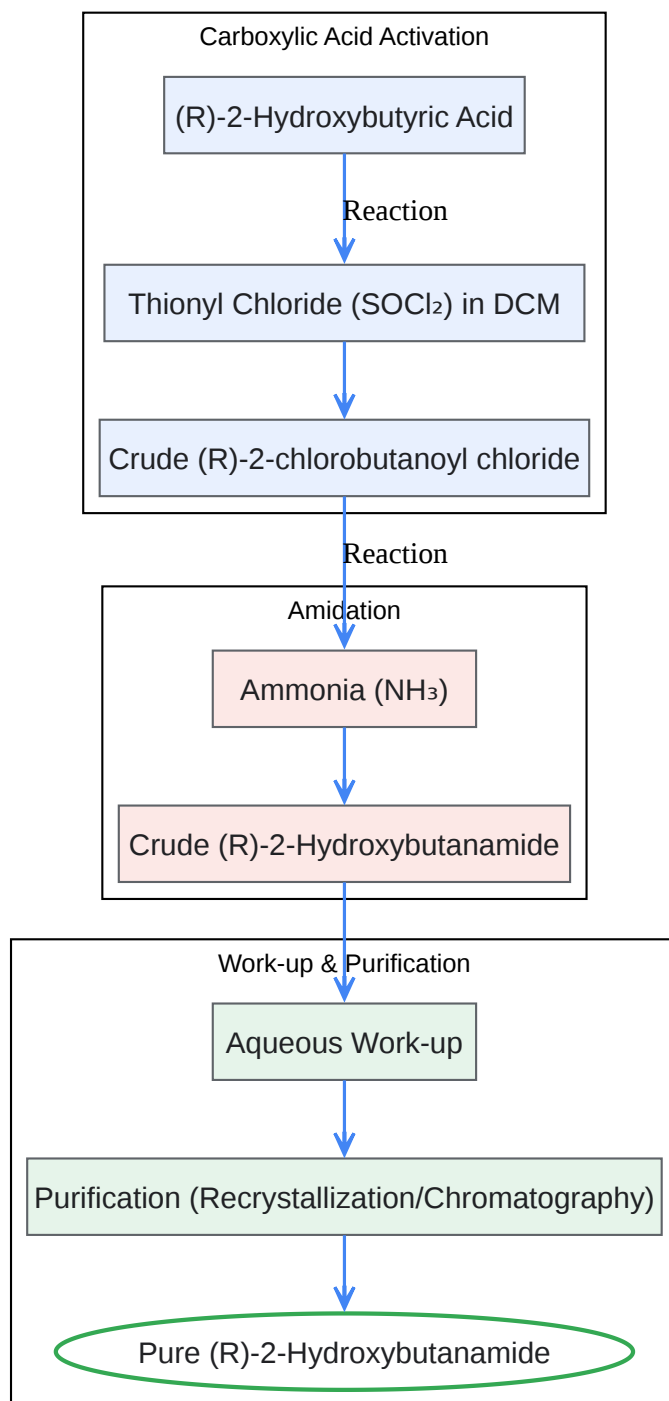 Carboxylic Acid Activation
(R)-2-Hydroxybutyric Acid
Reaction
Thionyl Chloride (SOCl₂) in DCM
Crude (R)-2-chlorobutanoyl chloride
Reaction
Amidation
Ammonia (NH₃)
Crude (R)-2-Hydroxybutanamide
Work-up & Purification
Aqueous Work-up
Purification (Recrystallization/Chromatography)
Pure (R)-2-Hydroxybutanamide